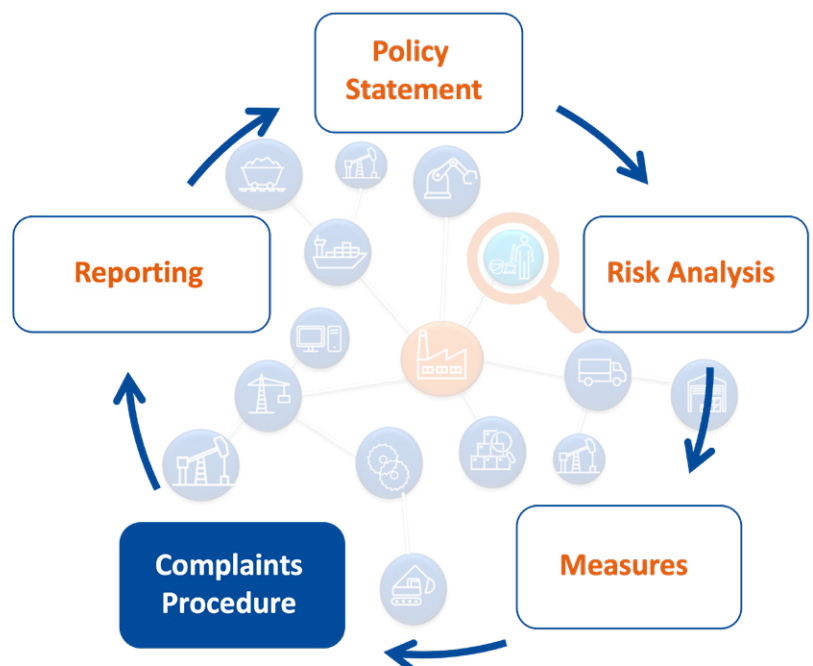 Policy
Statement
Reporting
Risk Analysis
Complaints
Procedure
Measures